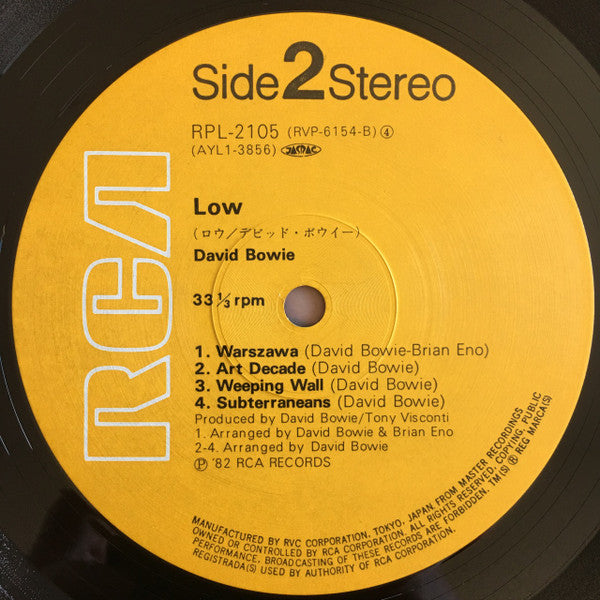 Side 2 Stereo
RPL-2105 (RVP-6154-B) ④
(AYL1-3856) JASRAC
RCA
Low
(ロウ/デビッド・ボウイー)
David Bowie
33 1/3 rpm
1. Warszawa (David Bowie-Brian Eno)
2. Art Decade (David Bowie)
3. Weeping Wall (David Bowie)
4. Subterraneans (David Bowie)
Produced by David Bowie/Tony Visconti
1. Arranged by David Bowie & Brian Eno
2-4. Arranged by David Bowie
Ⓟ '82 RCA RECORDS
MANUFACTURED BY RVC CORPORATION, TOKYO, JAPAN, FROM MASTER RECORDINGS
OWNED OR CONTROLLED BY RCA CORPORATION. ALL RIGHTS RESERVED. COPYING, PUBLIC
PERFORMANCE, BROADCASTING OF THESE RECORDS ARE FORBIDDEN. TM(S) ® REG MARCA(S)
REGISTRADA(S) USED BY AUTHORITY OF RCA CORPORATION.